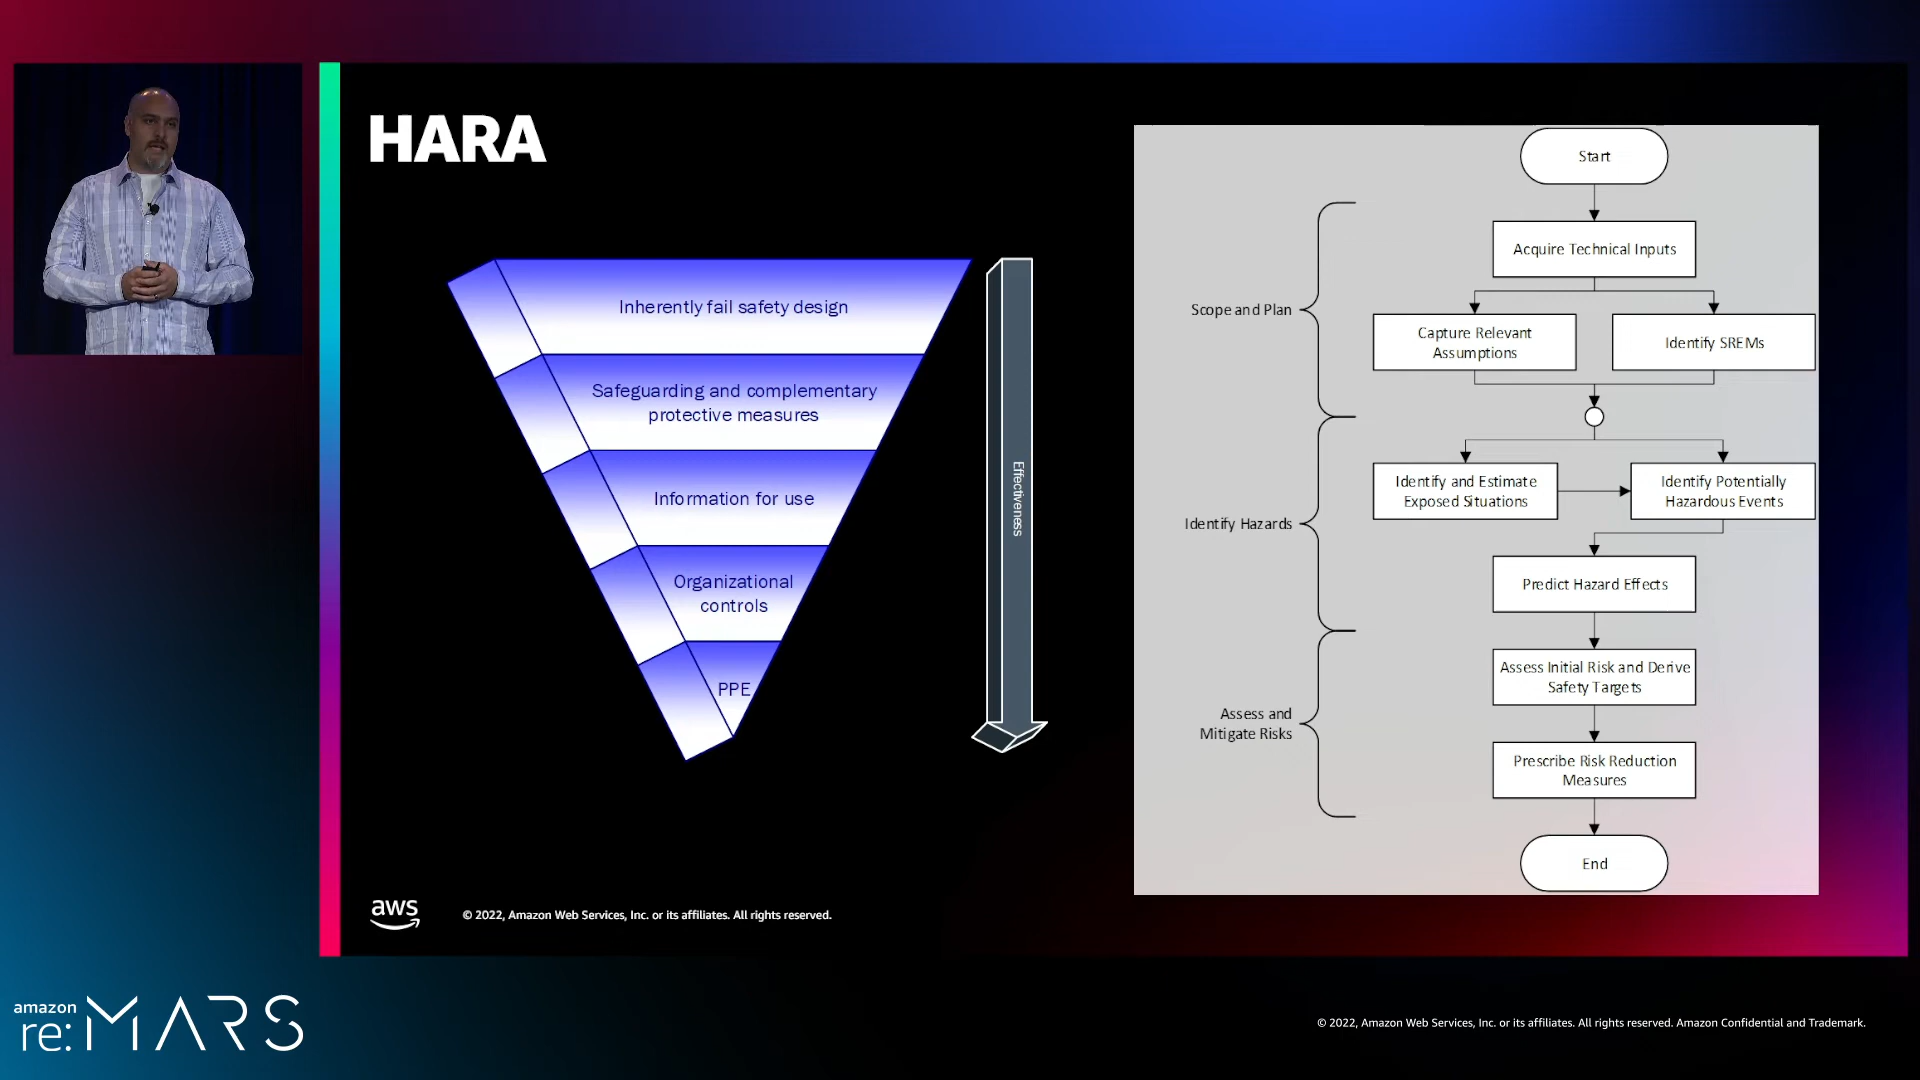 HARA
Inherently fail safety design
Safeguarding and complementary
protective measures
Information for use
Organizational
controls
PPE
Effectiveness
Start
Acquire Technical Inputs
Scope and Plan
Capture Relevant
Assumptions
Identify SREMs
Identify and Estimate
Exposed Situations
Identify Potentially
Hazardous Events
Identify Hazards
Predict Hazard Effects
Assess Initial Risk and Derive
Safety Targets
Assess and
Mitigate Risks
Prescribe Risk Reduction
Measures
End
aws
© 2022, Amazon Web Services, Inc. or its affiliates. All rights reserved.
amazon
re:MARS
© 2022, Amazon Web Services, Inc. or its affiliates. All rights reserved. Amazon Confidential and Trademark.